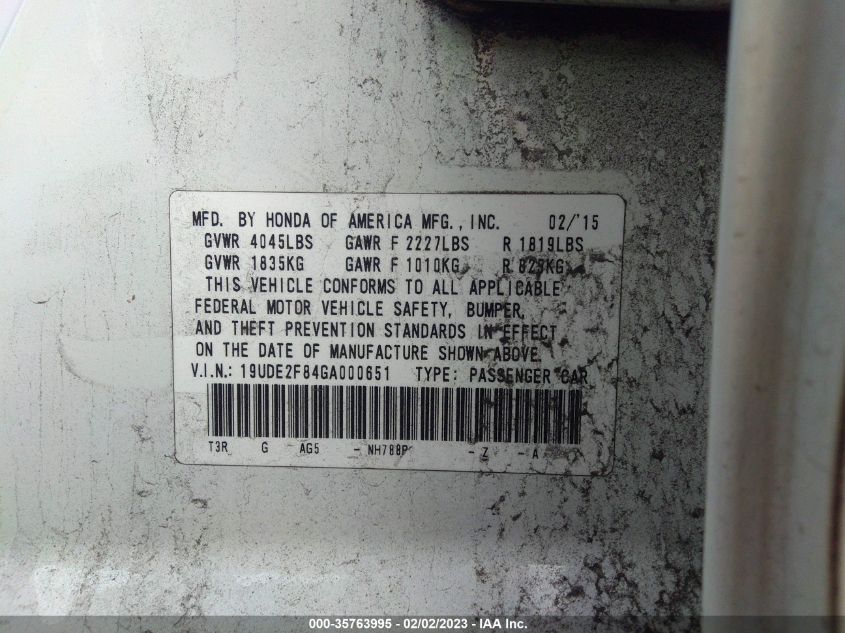 MFD. BY HONDA OF AMERICA MFG., INC. 02/'15
GVWR 4045LBS GAWR F 2227LBS R 1819LBS
GVWR 1835KG GAWR F 1010KG R 825KG
THIS VEHICLE CONFORMS TO ALL APPLICABLE
FEDERAL MOTOR VEHICLE SAFETY, BUMPER,
AND THEFT PREVENTION STANDARDS IN EFFECT
ON THE DATE OF MANUFACTURE SHOWN ABOVE.
V.I.N.: 19UDE2F84GA000651 TYPE: PASSENGER CAR
T3R G AG5 - NH788P - Z - A
000-35763995 - 02/02/2023 - IAA Inc.